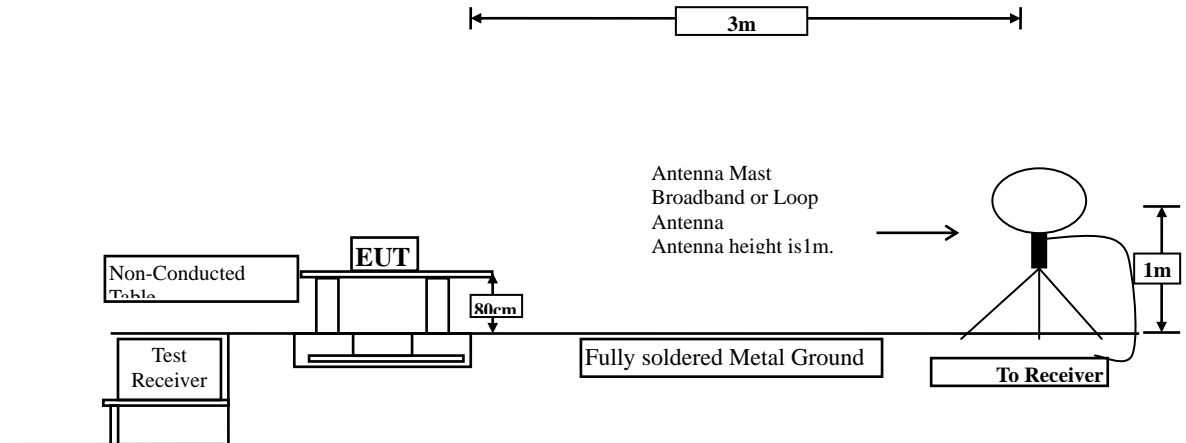 3m
Antenna Mast
Broadband or Loop
Antenna
Antenna height is1m.
EUT
Non-Conducted
Table
80cm
1m
Test
Receiver
Fully soldered Metal Ground
To Receiver